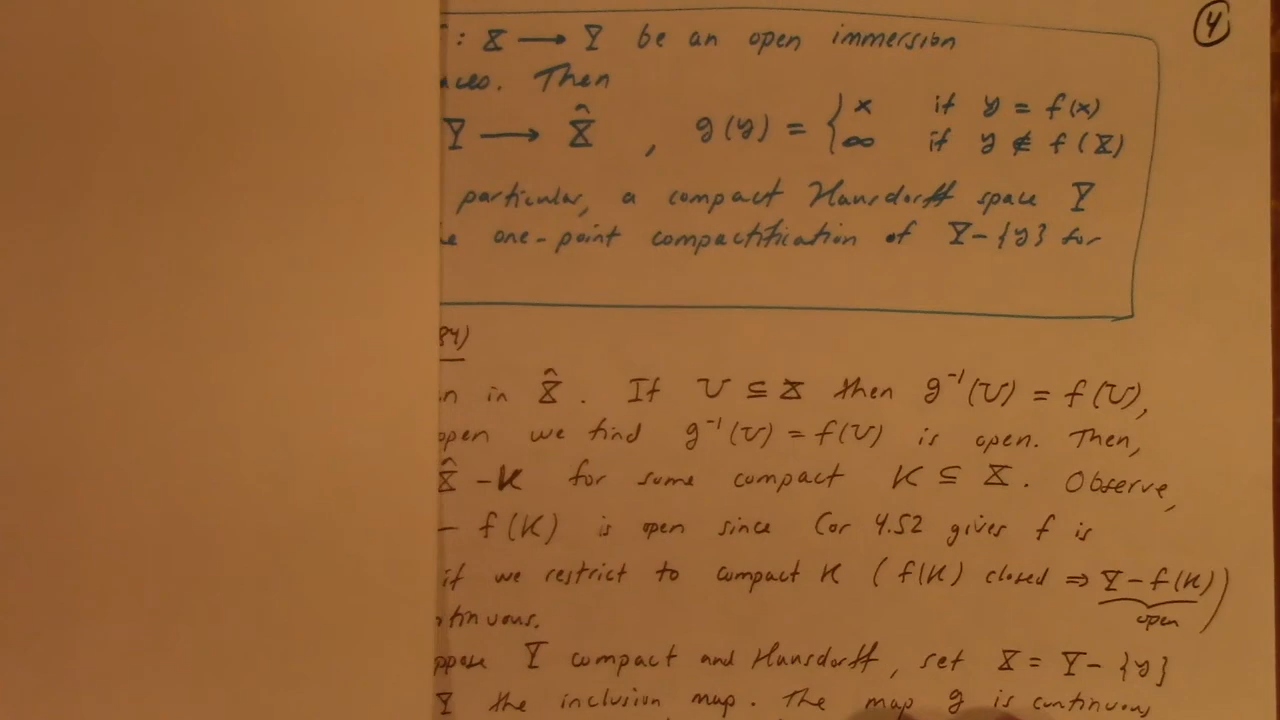 ④
: X → Y be an open immersion
aces. Then
Y → X̂ , g(y) = { x if y = f(x)
∞ if y ∉ f(X)
particular, a compact Hausdorff space Y
e one-point compactification of Y-{y} for
84)
n in X̂. If U ⊆ X then g⁻¹(U) = f(U),
open we find g⁻¹(U) = f(U) is open. Then,
X̂ - K for some compact K ⊆ X. Observe,
- f(K) is open since Cor 4.52 gives f is
if we restrict to compact K (f(K) closed ⇒ Y - f(K))
open
tinuous.
ppose Y compact and Hausdorff, set X = Y - {y}
Y the inclusion map. The map g is continuous